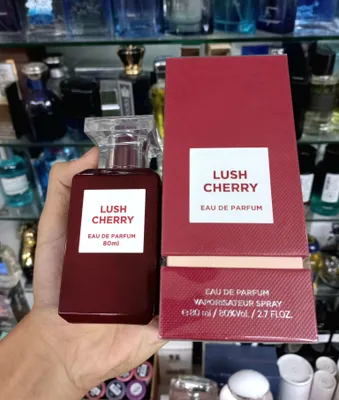 LUSH
CHERRY
EAU DE PARFUM
80ml
LUSH
CHERRY
EAU DE PARFUM
EAU DE PARFUM
VAPORISATEUR SPRAY
e 80 ml / 80%Vol. / 2.7 FL.OZ.